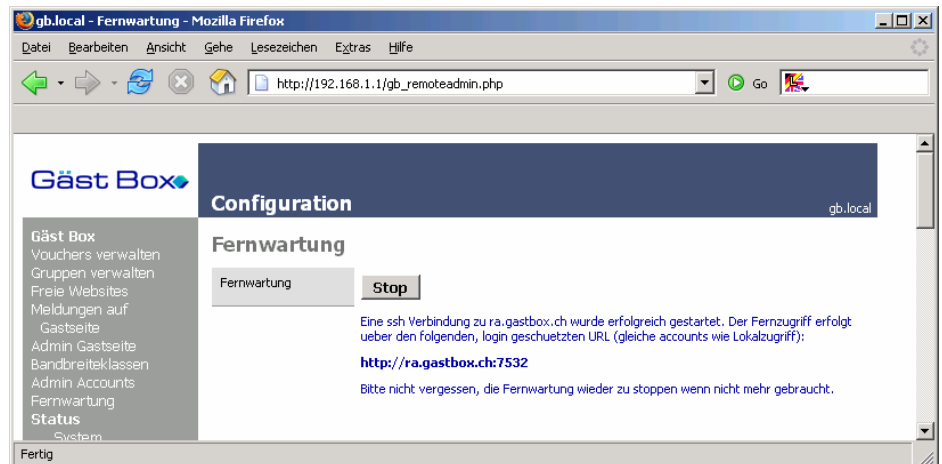 gb.local - Fernwartung - Mozilla Firefox
Datei Bearbeiten Ansicht Gehe Lesezeichen Extras Hilfe
http://192.168.1.1/gb_remoteadmin.php Go
Gäst Box
Configuration
gb.local
Gäst Box
Vouchers verwalten
Gruppen verwalten
Freie Websites
Meldungen auf
Gastseite
Admin Gastseite
Bandbreiteklassen
Admin Accounts
Fernwartung
Status
System
Fernwartung
Fernwartung
Stop
Eine ssh Verbindung zu ra.gastbox.ch wurde erfolgreich gestartet. Der Fernzugriff erfolgt
ueber den folgenden, login geschuetzten URL (gleiche accounts wie Lokalzugriff):
http://ra.gastbox.ch:7532
Bitte nicht vergessen, die Fernwartung wieder zu stoppen wenn nicht mehr gebraucht.
Fertig